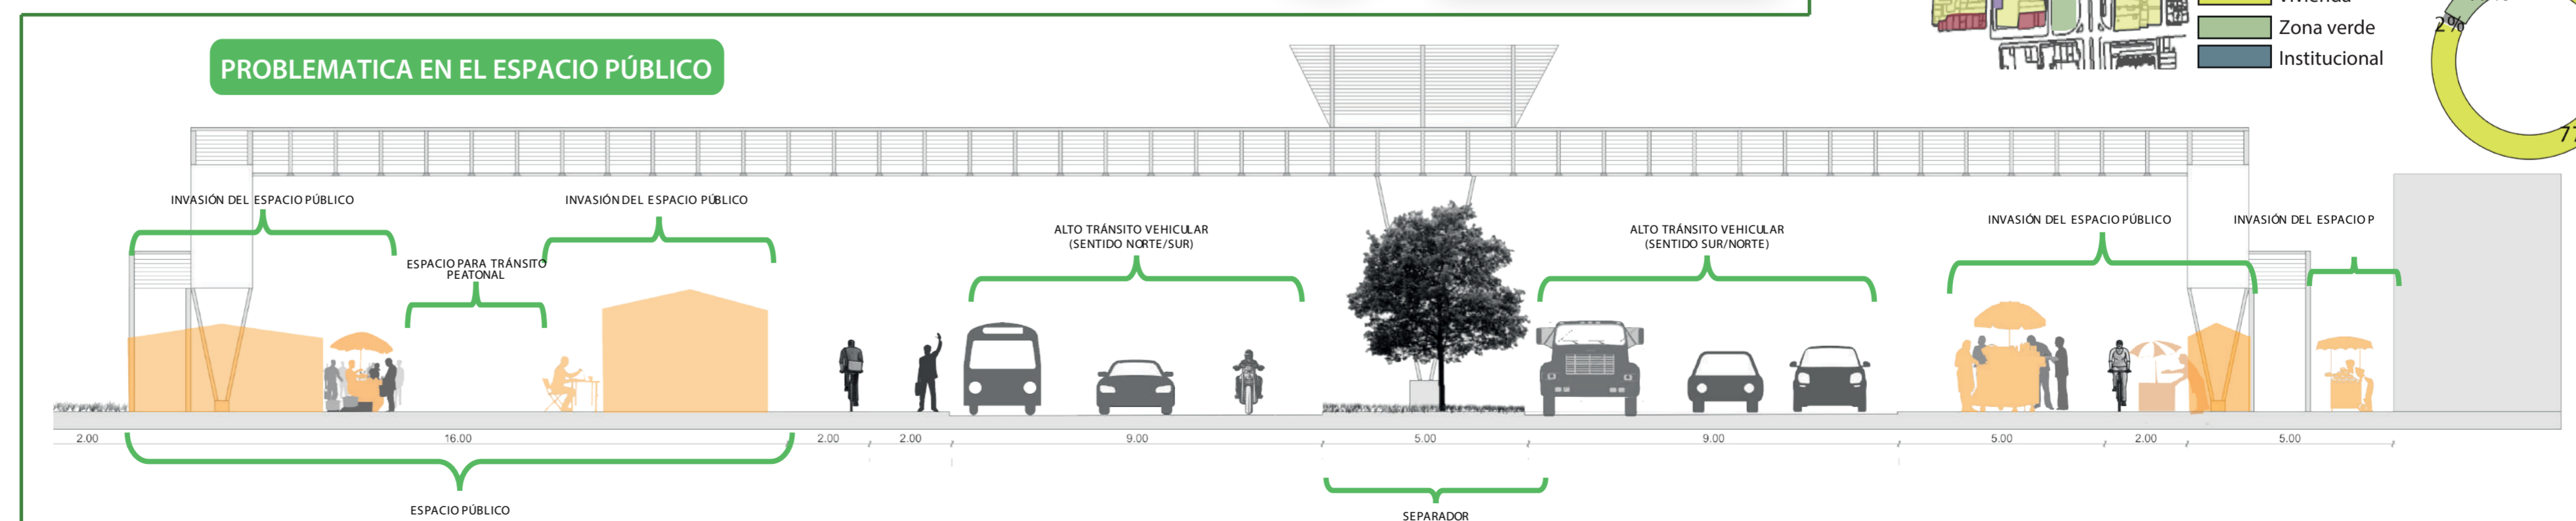 Vivienda
Zona verde
Institucional
2%
PROBLEMATICA EN EL ESPACIO PÚBLICO
INVASIÓN DEL ESPACIO PÚBLICO
INVASIÓN DEL ESPACIO PÚBLICO
ESPACIO PARA TRÁNSITO
PEATONAL
ALTO TRÁNSITO VEHICULAR
(SENTIDO NORTE/SUR)
ALTO TRÁNSITO VEHICULAR
(SENTIDO SUR/NORTE)
INVASIÓN DEL ESPACIO PÚBLICO
INVASIÓN DEL ESPACIO P
2.00 16.00 2.00 2.00 9.00 5.00 9.00 5.00 2.00 5.00
ESPACIO PÚBLICO
SEPARADOR